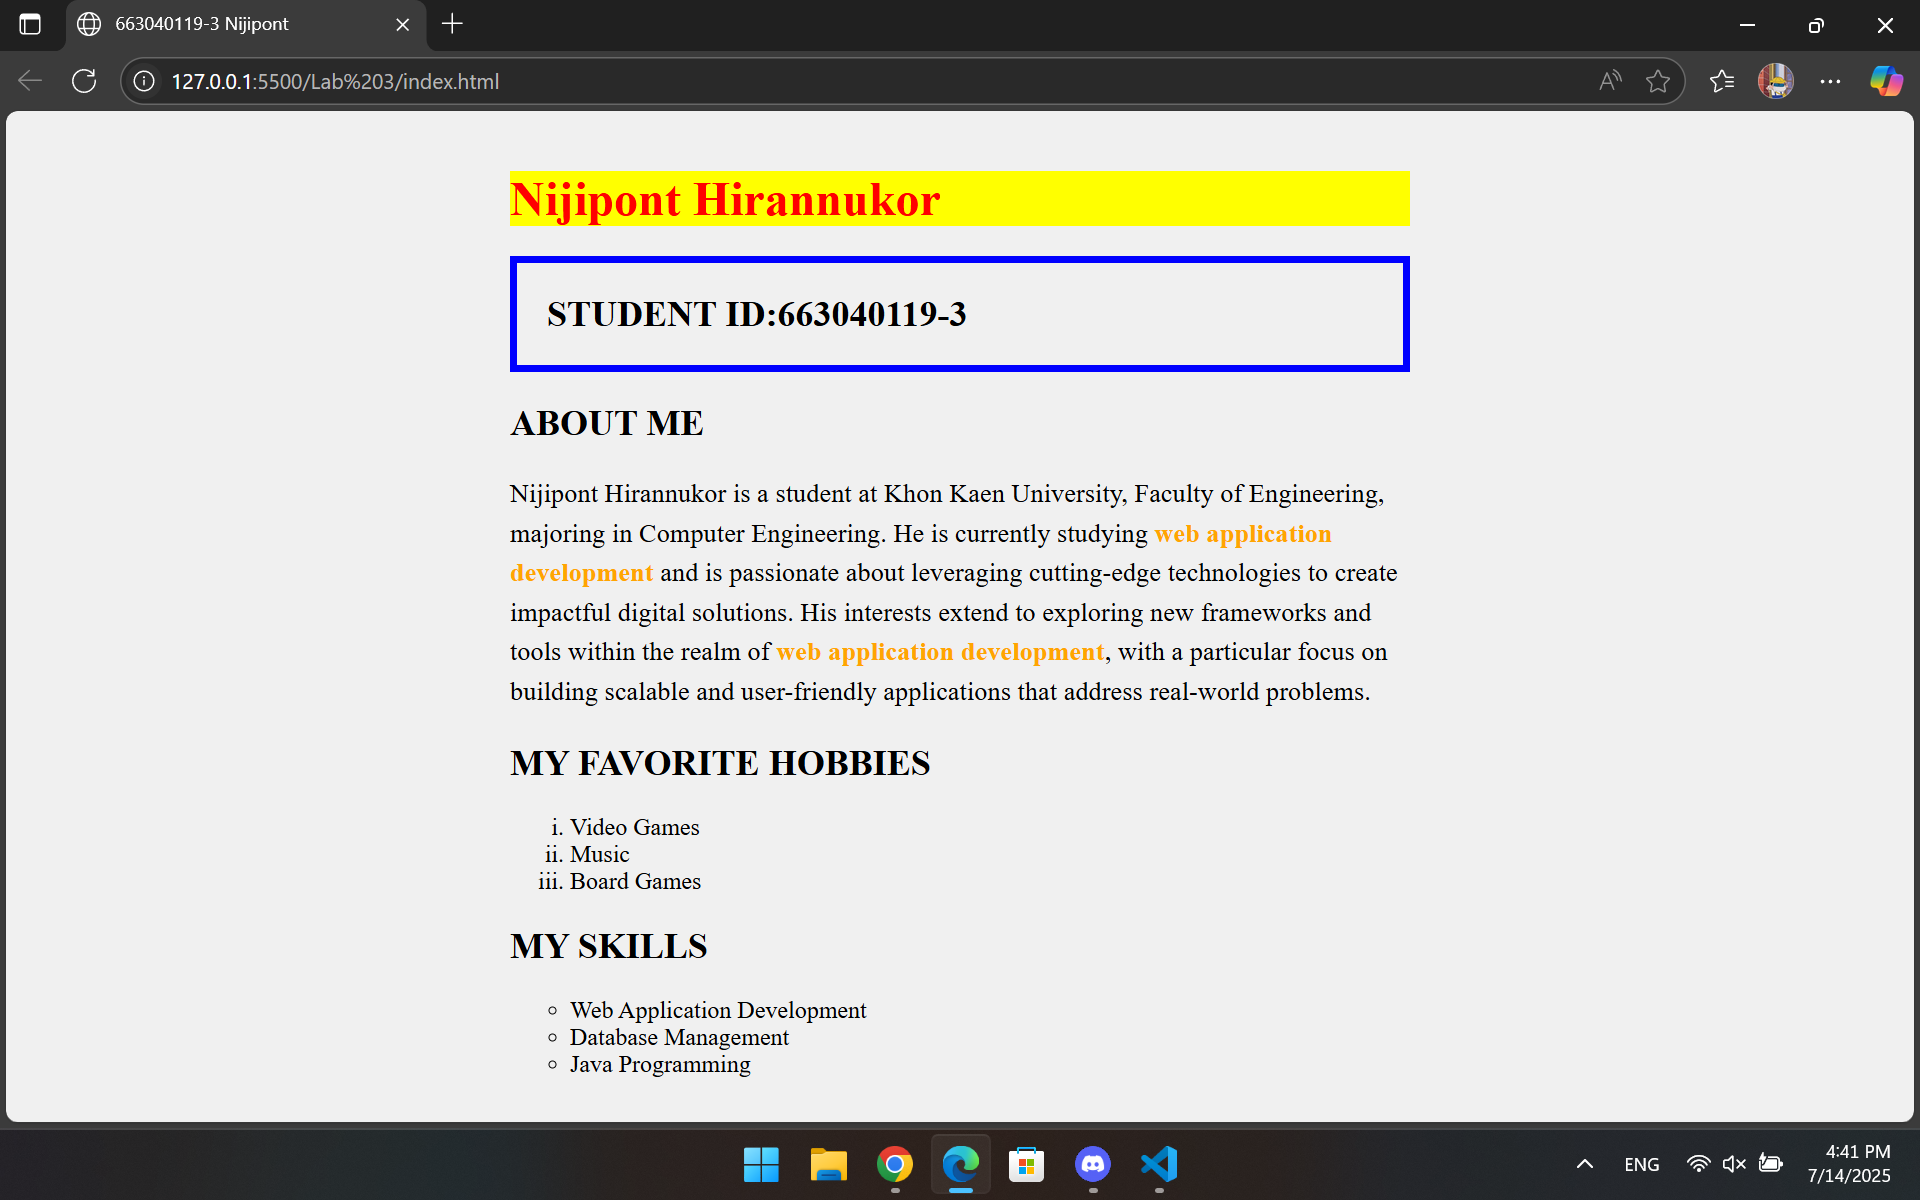 663040119-3 Nijipont
127.0.0.1:5500/Lab%203/index.html
Nijipont Hirannukor
STUDENT ID:663040119-3
ABOUT ME
Nijipont Hirannukor is a student at Khon Kaen University, Faculty of Engineering,
majoring in Computer Engineering. He is currently studying web application
development and is passionate about leveraging cutting-edge technologies to create
impactful digital solutions. His interests extend to exploring new frameworks and
tools within the realm of web application development, with a particular focus on
building scalable and user-friendly applications that address real-world problems.
MY FAVORITE HOBBIES
i. Video Games
ii. Music
iii. Board Games
MY SKILLS
Web Application Development
Database Management
Java Programming
ENG
4:41 PM
7/14/2025